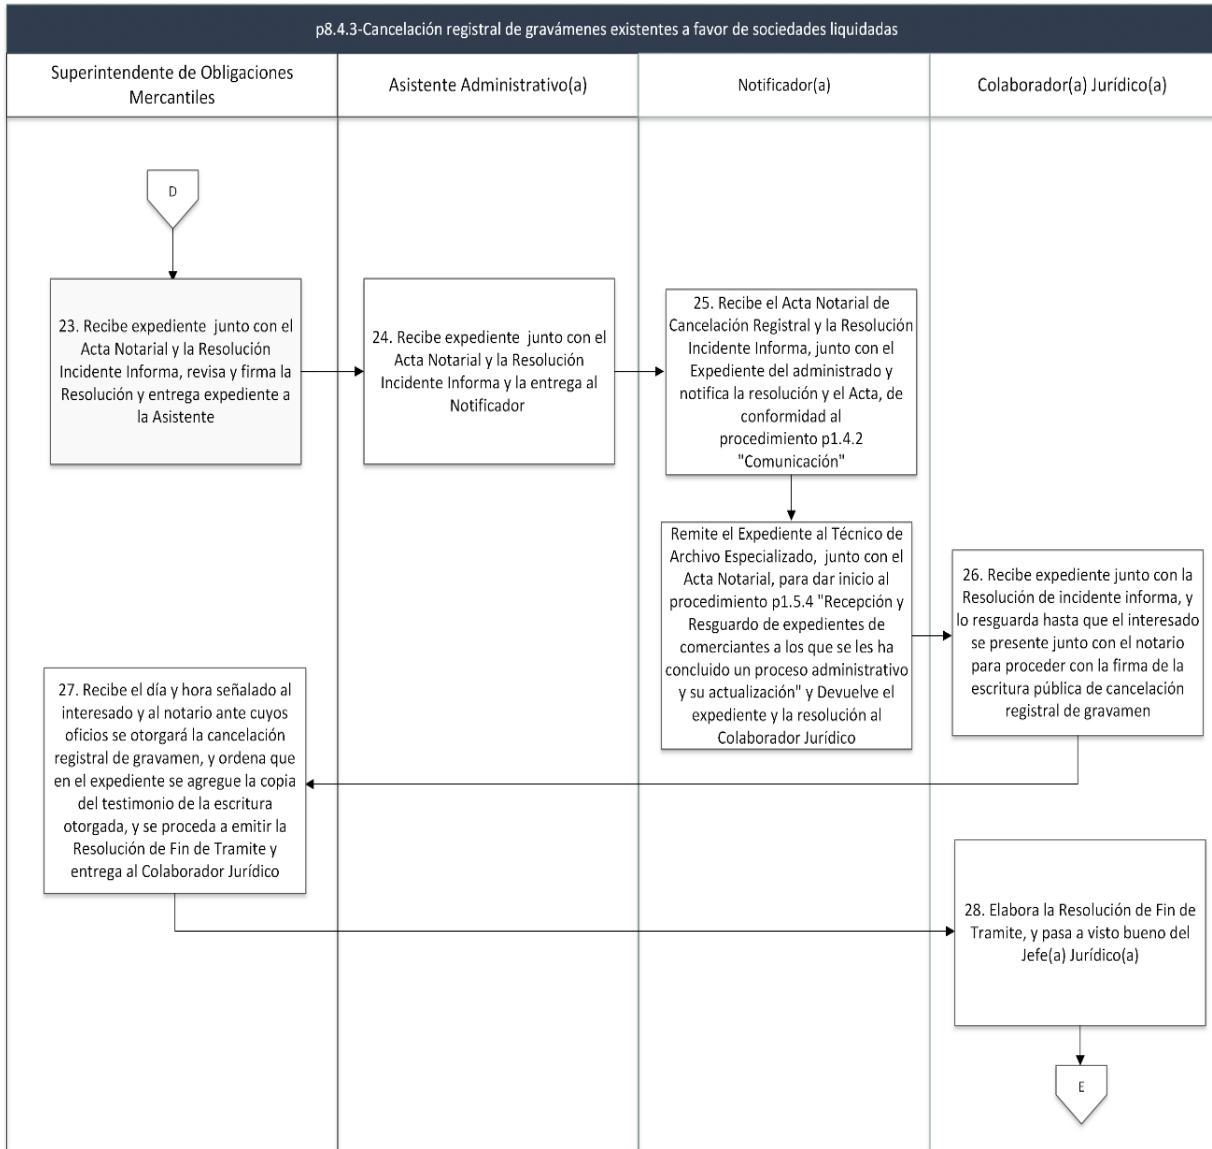 p8.4.3-Cancelación registral de gravámenes existentes a favor de sociedades liquidadas
Superintendente de Obligaciones
Mercantiles
Asistente Administrativo(a)
Notificador(a)
Colaborador(a) Jurídico(a)
D
23. Recibe expediente  junto con el
Acta Notarial y la Resolución
Incidente Informa, revisa y firma la
Resolución y entrega expediente a
la Asistente
24. Recibe expediente  junto con el
Acta Notarial y la Resolución
Incidente Informa y la entrega al
Notificador
25. Recibe el Acta Notarial de
Cancelación Registral y la Resolución
Incidente Informa, junto con el
Expediente del administrado y
notifica la resolución y el Acta, de
conformidad al
procedimiento p1.4.2
"Comunicación"
Remite el Expediente al Técnico de
Archivo Especializado,  junto con el
Acta Notarial, para dar inicio al
procedimiento p1.5.4 "Recepción y
Resguardo de expedientes de
comerciantes a los que se les ha
concluido un proceso administrativo
y su actualización" y Devuelve el
expediente y la resolución al
Colaborador Jurídico
26. Recibe expediente junto con la
Resolución de incidente informa, y
lo resguarda hasta que el interesado
se presente junto con el notario
para proceder con la firma de la
escritura pública de cancelación
registral de gravamen
27. Recibe el día y hora señalado al
interesado y al notario ante cuyos
oficios se otorgará la cancelación
registral de gravamen, y ordena que
en el expediente se agregue la copia
del testimonio de la escritura
otorgada, y se proceda a emitir la
Resolución de Fin de Tramite y
entrega al Colaborador Jurídico
28. Elabora la Resolución de Fin de
Tramite, y pasa a visto bueno del
Jefe(a) Jurídico(a)
E